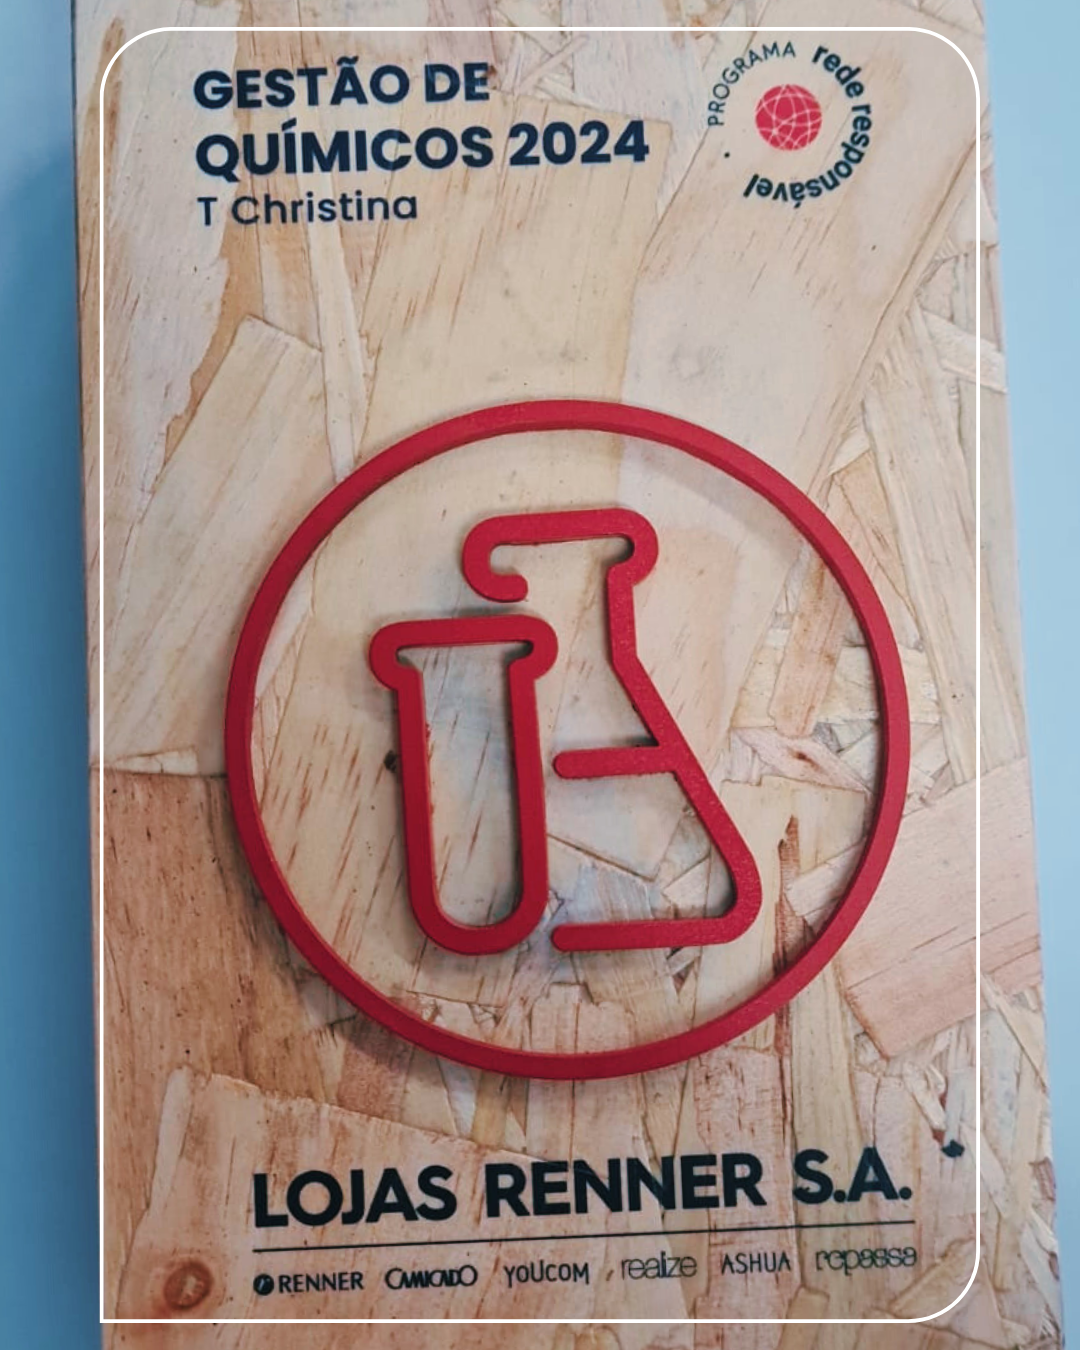 GESTÃO DE
QUÍMICOS 2024
T Christina
PROGRAMA rede responsável
LOJAS RENNER S.A.
RENNER CAMICADO YOUCOM realize ASHUA repassa